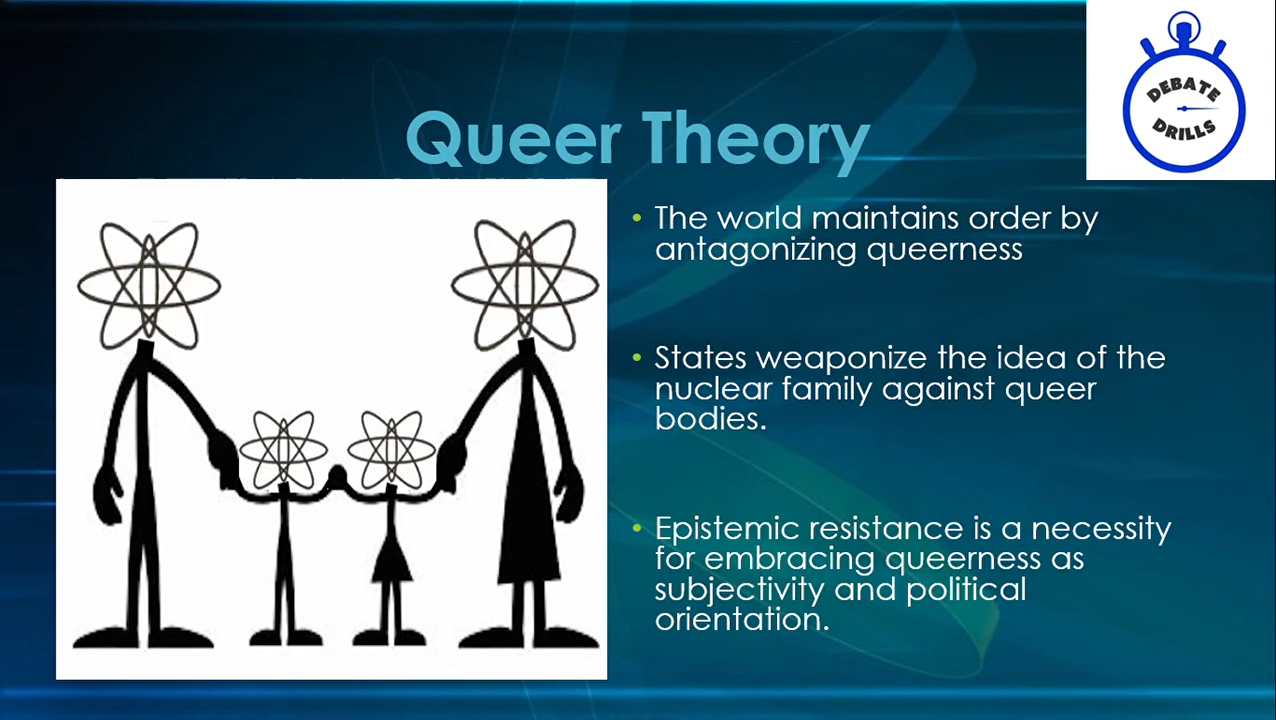 DEBATE
DRILLS
Queer Theory
• The world maintains order by
antagonizing queerness
• States weaponize the idea of the
nuclear family against queer
bodies.
• Epistemic resistance is a necessity
for embracing queerness as
subjectivity and political
orientation.